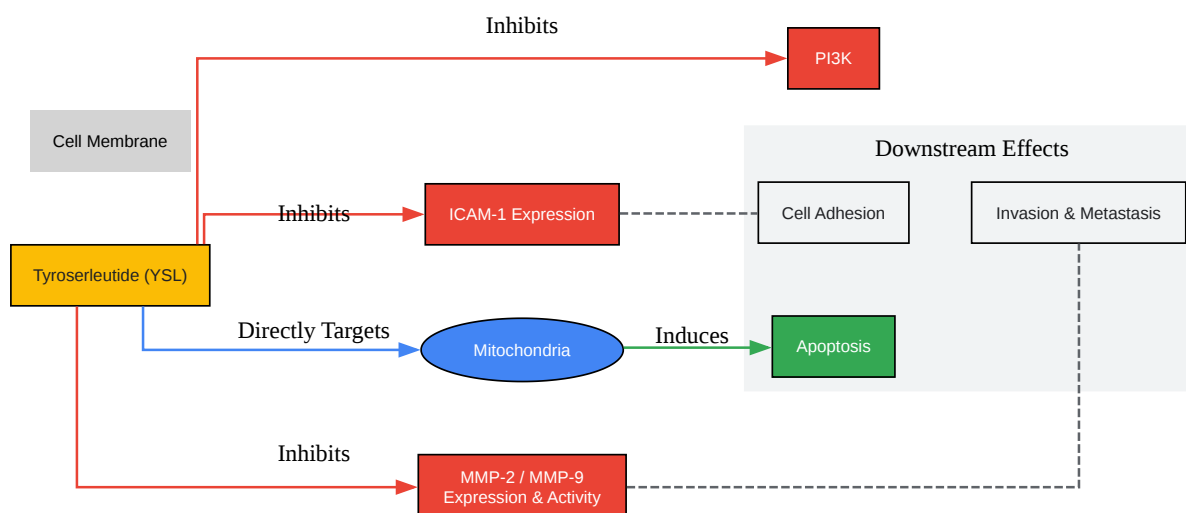 Inhibits
PI3K
Cell Membrane
Downstream Effects
Inhibits
ICAM-1 Expression
Cell Adhesion
Invasion & Metastasis
Tyroserleutide (YSL)
Directly Targets
Mitochondria
Induces
Apoptosis
Inhibits
MMP-2 / MMP-9
Expression & Activity